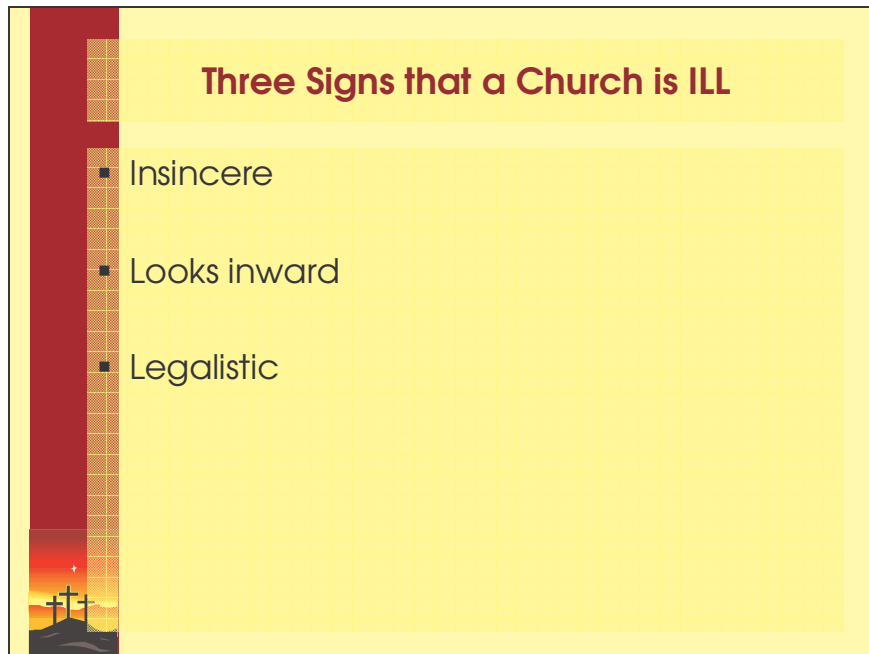 Three Signs that a Church is ILL
▪ Insincere
▪ Looks inward
▪ Legalistic